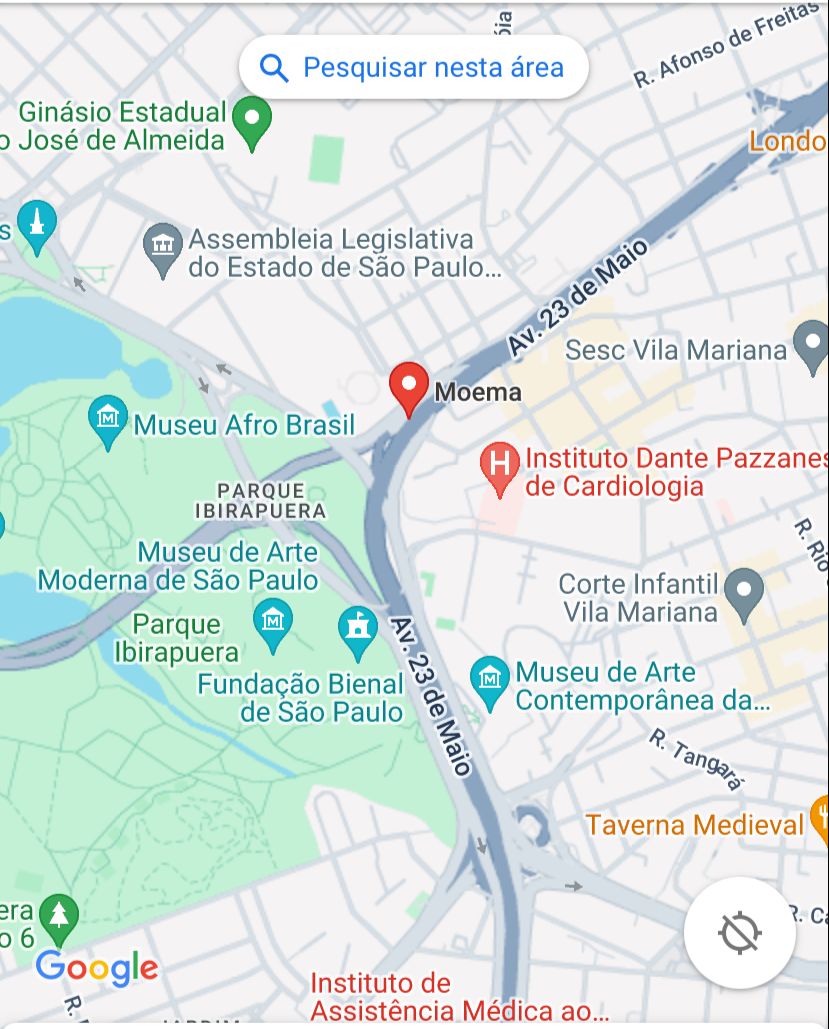 Pesquisar nesta área
R. Afonso de Freitas
Ginásio Estadual
o José de Almeida
Londo
s
Assembleia Legislativa
do Estado de São Paulo...
Av. 23 de Maio
Sesc Vila Mariana
Moema
Museu Afro Brasil
H
Instituto Dante Pazzanes
de Cardiologia
PARQUE
IBIRAPUERA
R. Rio
Museu de Arte
Moderna de São Paulo
Corte Infantil
Vila Mariana
Parque
Ibirapuera
M
Fundação Bienal
de São Paulo
Av. 23 de Maio
Museu de Arte
Contemporânea da...
R. Tangará
Taverna Medieval
era
o 6
R. Ca
Google
Instituto de
Assistência Médica ao...